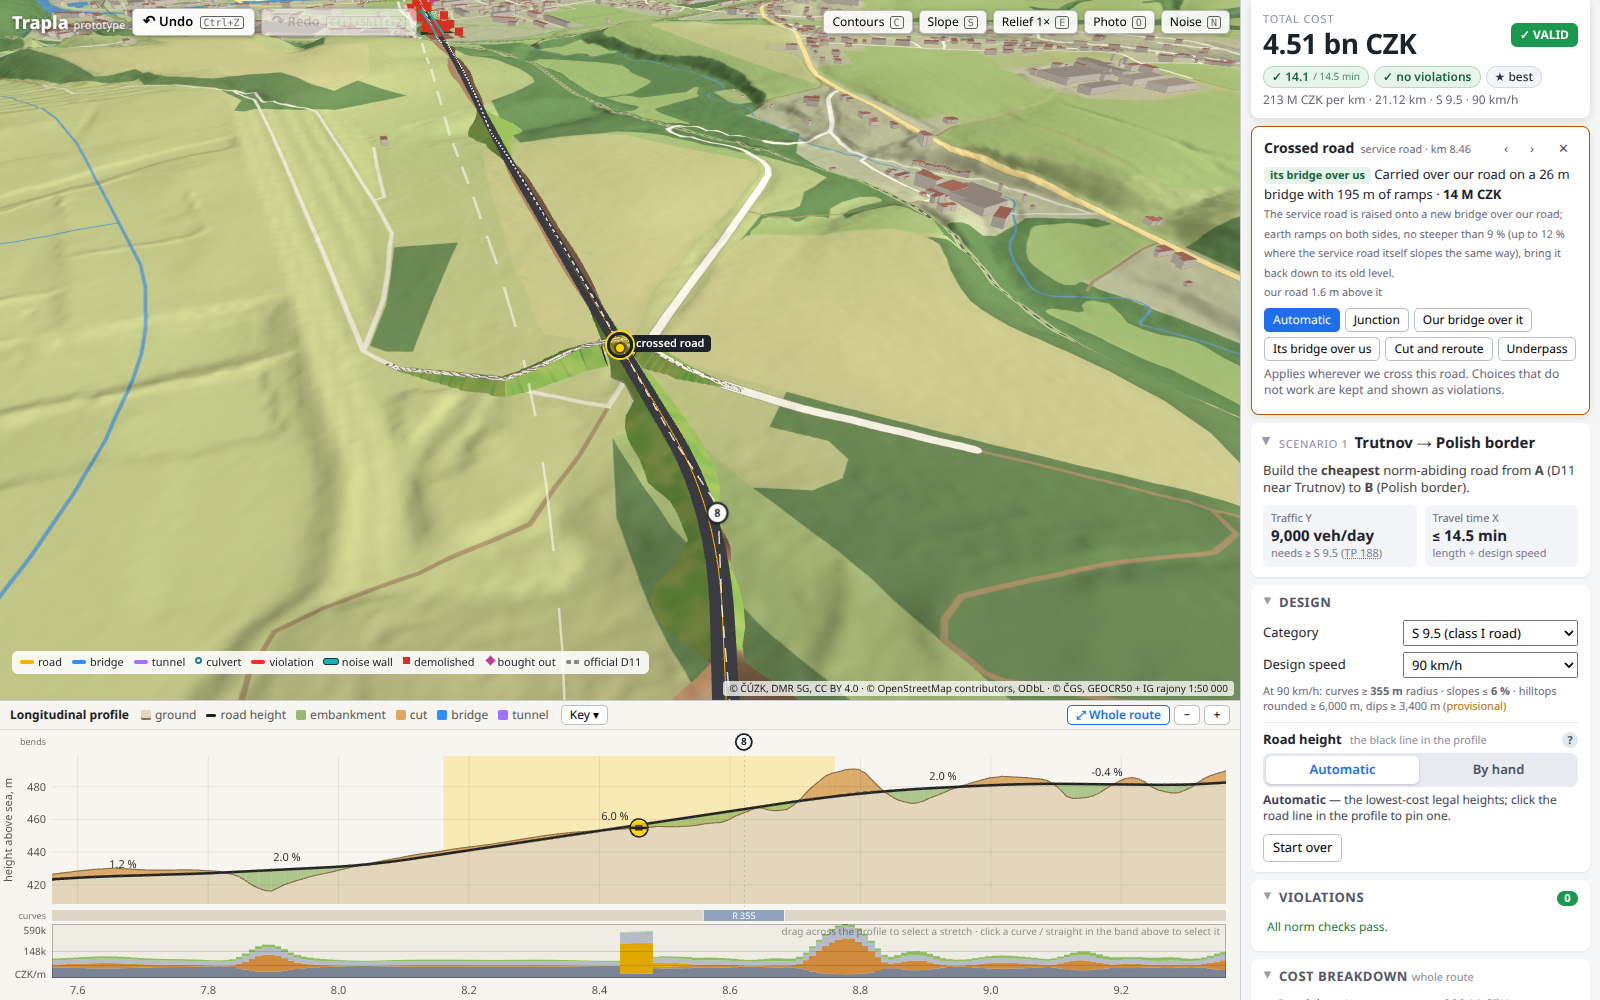 Trapla prototype
↶ Undo Ctrl+Z
Redo Ctrl+Shift+Z
Contours C
Slope S
Relief 1× E
Photo O
Noise N
crossed road
8
road
bridge
tunnel
culvert
violation
noise wall
demolished
bought out
official D11
© ČÚZK, DMR 5G, CC BY 4.0 · © OpenStreetMap contributors, ODbL · © ČGS, GEOCR50 + IG rajony 1:50 000
Longitudinal profile
ground
road height
embankment
cut
bridge
tunnel
Key ▾
⤢ Whole route
−
+
bends
8
height above sea, m
480
460
440
420
1.2 %
2.0 %
6.0 %
2.0 %
-0.4 %
curves
R 355
590k
148k
CZK/m
drag across the profile to select a stretch · click a curve / straight in the band above to select it
7.6
7.8
8.0
8.2
8.4
8.6
8.8
9.0
9.2
TOTAL COST
4.51 bn CZK
✓ VALID
✓ 14.1 / 14.5 min
✓ no violations
★ best
213 M CZK per km · 21.12 km · S 9.5 · 90 km/h
Crossed road service road · km 8.46
‹
›
✕
its bridge over us Carried over our road on a 26 m
bridge with 195 m of ramps · 14 M CZK
The service road is raised onto a new bridge over our road;
earth ramps on both sides, no steeper than 9 % (up to 12 %
where the service road itself slopes the same way), bring it
back down to its old level.
our road 1.6 m above it
Automatic
Junction
Our bridge over it
Its bridge over us
Cut and reroute
Underpass
Applies wherever we cross this road. Choices that do
not work are kept and shown as violations.
SCENARIO 1 Trutnov → Polish border
Build the cheapest norm-abiding road from A (D11
near Trutnov) to B (Polish border).
Traffic Y
9,000 veh/day
needs ≥ S 9.5 (TP 188)
Travel time X
≤ 14.5 min
length ÷ design speed
DESIGN
Category
S 9.5 (class I road)
Design speed
90 km/h
At 90 km/h: curves ≥ 355 m radius · slopes ≤ 6 % · hilltops
rounded ≥ 6,000 m, dips ≥ 3,400 m (provisional)
Road height the black line in the profile
?
Automatic
By hand
Automatic — the lowest-cost legal heights; click the
road line in the profile to pin one.
Start over
VIOLATIONS
0
All norm checks pass.
COST BREAKDOWN whole route